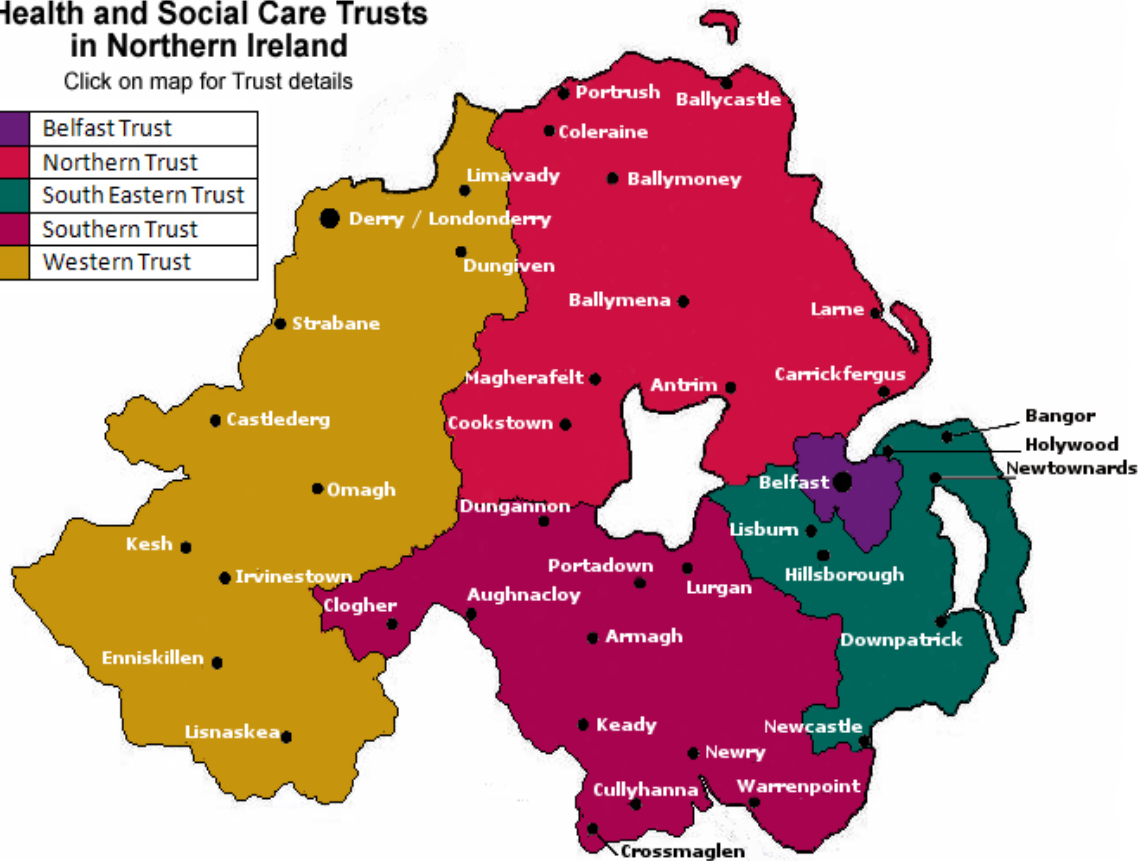 Health and Social Care Trusts
in Northern Ireland
Click on map for Trust details
Belfast Trust
Northern Trust
South Eastern Trust
Southern Trust
Western Trust
Portrush
Ballycastle
Coleraine
Limavady
Ballymoney
Derry / Londonderry
Dungiven
Ballymena
Larne
Strabane
Magherafelt
Antrim
Carrickfergus
Castlederg
Cookstown
Bangor
Holywood
Newtownards
Belfast
Omagh
Dungannon
Lisburn
Kesh
Portadown
Hillsborough
Irvinestown
Lurgan
Clogher
Aughnacloy
Armagh
Downpatrick
Enniskillen
Lisnaskea
Keady
Newcastle
Newry
Cullyhanna
Warrenpoint
Crossmaglen